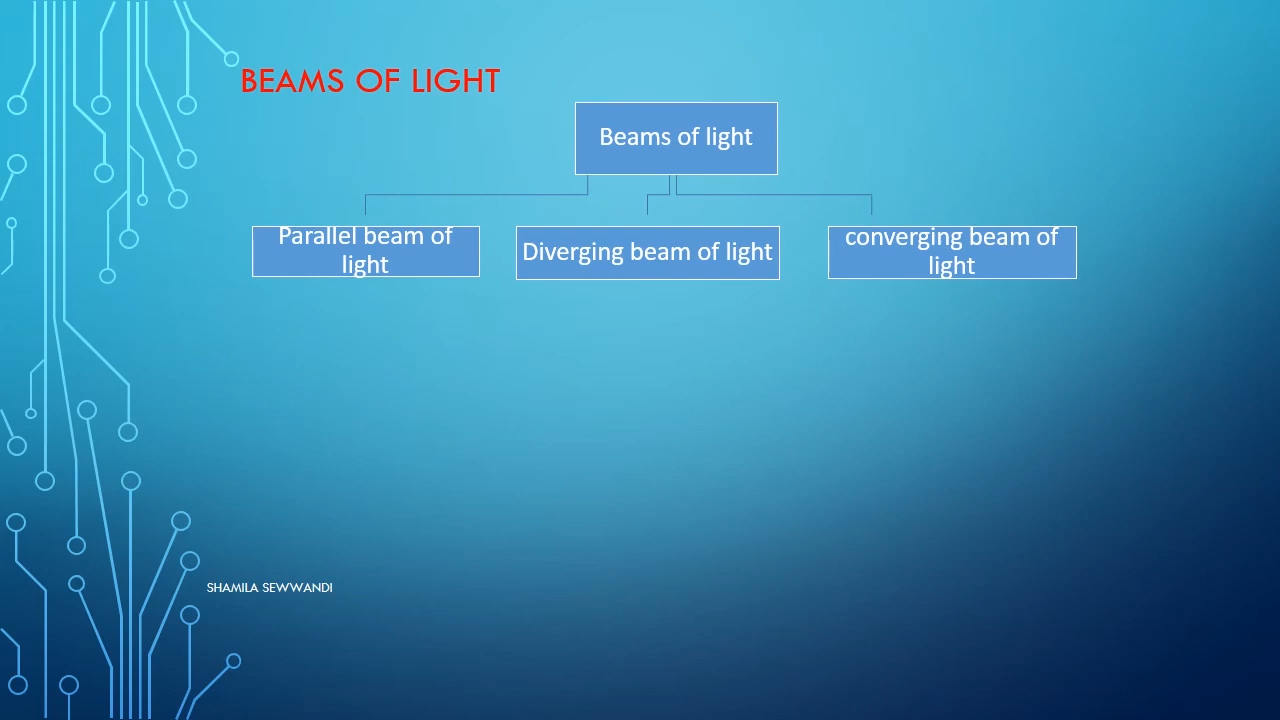 BEAMS OF LIGHT
Beams of light
Parallel beam of
light
Diverging beam of light
converging beam of
light
SHAMILA SEWWANDI